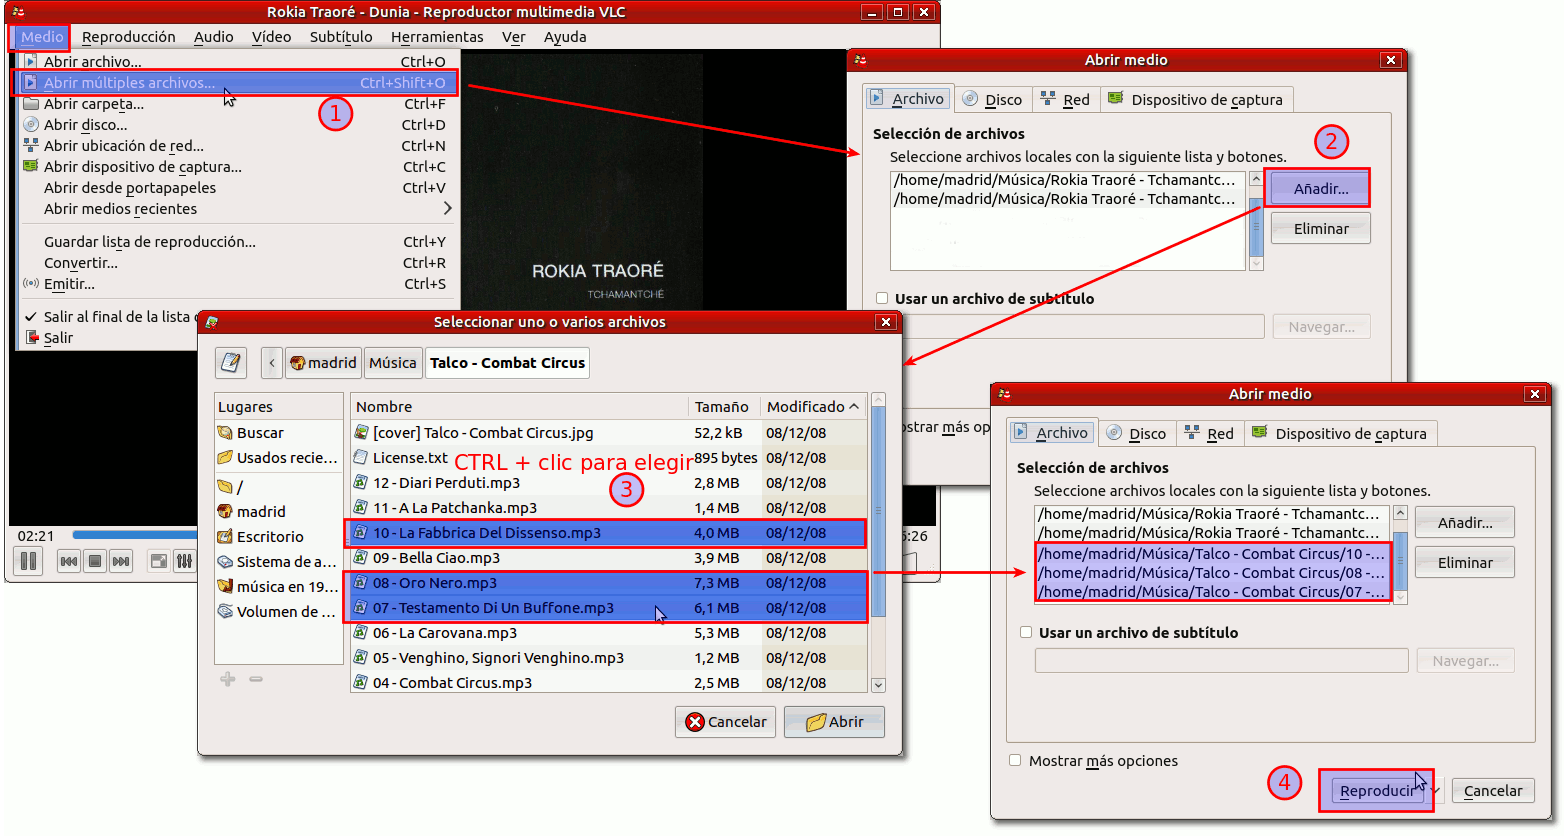 Rokia Traoré - Dunia - Reproductor multimedia VLC
Medio Reproducción Audio Vídeo Subtítulo Herramientas Ver Ayuda
Abrir archivo... Ctrl+O
Abrir múltiples archivos... Ctrl+Shift+O
1
Abrir carpeta... Ctrl+F
Abrir disco... Ctrl+D
Abrir ubicación de red... Ctrl+N
Abrir dispositivo de captura... Ctrl+C
Abrir desde portapapeles Ctrl+V
Abrir medios recientes
Guardar lista de reproducción... Ctrl+Y
Convertir... Ctrl+R
Emitir... Ctrl+S
Salir al final de la lista
Salir
ROKIA TRAORÉ
TCHAMANTCHÉ
02:21
6:26
Abrir medio
Archivo Disco Red Dispositivo de captura
Selección de archivos
2
Seleccione archivos locales con la siguiente lista y botones.
/home/madrid/Música/Rokia Traoré - Tchamantc...
/home/madrid/Música/Rokia Traoré - Tchamantc...
Añadir...
Eliminar
Usar un archivo de subtítulo
Navegar...
ostrar más op
Seleccionar uno o varios archivos
madrid Música Talco - Combat Circus
Lugares
Buscar
Usados recie...
/
madrid
Escritorio
Sistema de a...
música en 19...
Volumen de ...
Nombre Tamaño Modificado
[cover] Talco - Combat Circus.jpg 52,2 kB 08/12/08
License.txt 895 bytes 08/12/08
CTRL + clic para elegir
3
12 - Diari Perduti.mp3 2,8 MB 08/12/08
11 - A La Patchanka.mp3 1,4 MB 08/12/08
10 - La Fabbrica Del Dissenso.mp3 4,0 MB 08/12/08
09 - Bella Ciao.mp3 3,9 MB 08/12/08
08 - Oro Nero.mp3 7,3 MB 08/12/08
07 - Testamento Di Un Buffone.mp3 6,1 MB 08/12/08
06 - La Carovana.mp3 5,3 MB 08/12/08
05 - Venghino, Signori Venghino.mp3 1,2 MB 08/12/08
04 - Combat Circus.mp3 2,5 MB 08/12/08
Cancelar Abrir
Abrir medio
Archivo Disco Red Dispositivo de captura
Selección de archivos
Seleccione archivos locales con la siguiente lista y botones.
/home/madrid/Música/Rokia Traoré - Tchamantc...
/home/madrid/Música/Rokia Traoré - Tchamantc...
/home/madrid/Música/Talco - Combat Circus/10 -...
/home/madrid/Música/Talco - Combat Circus/08 -...
/home/madrid/Música/Talco - Combat Circus/07 -...
Añadir...
Eliminar
Usar un archivo de subtítulo
Navegar...
Mostrar más opciones
4
Reproducir Cancelar